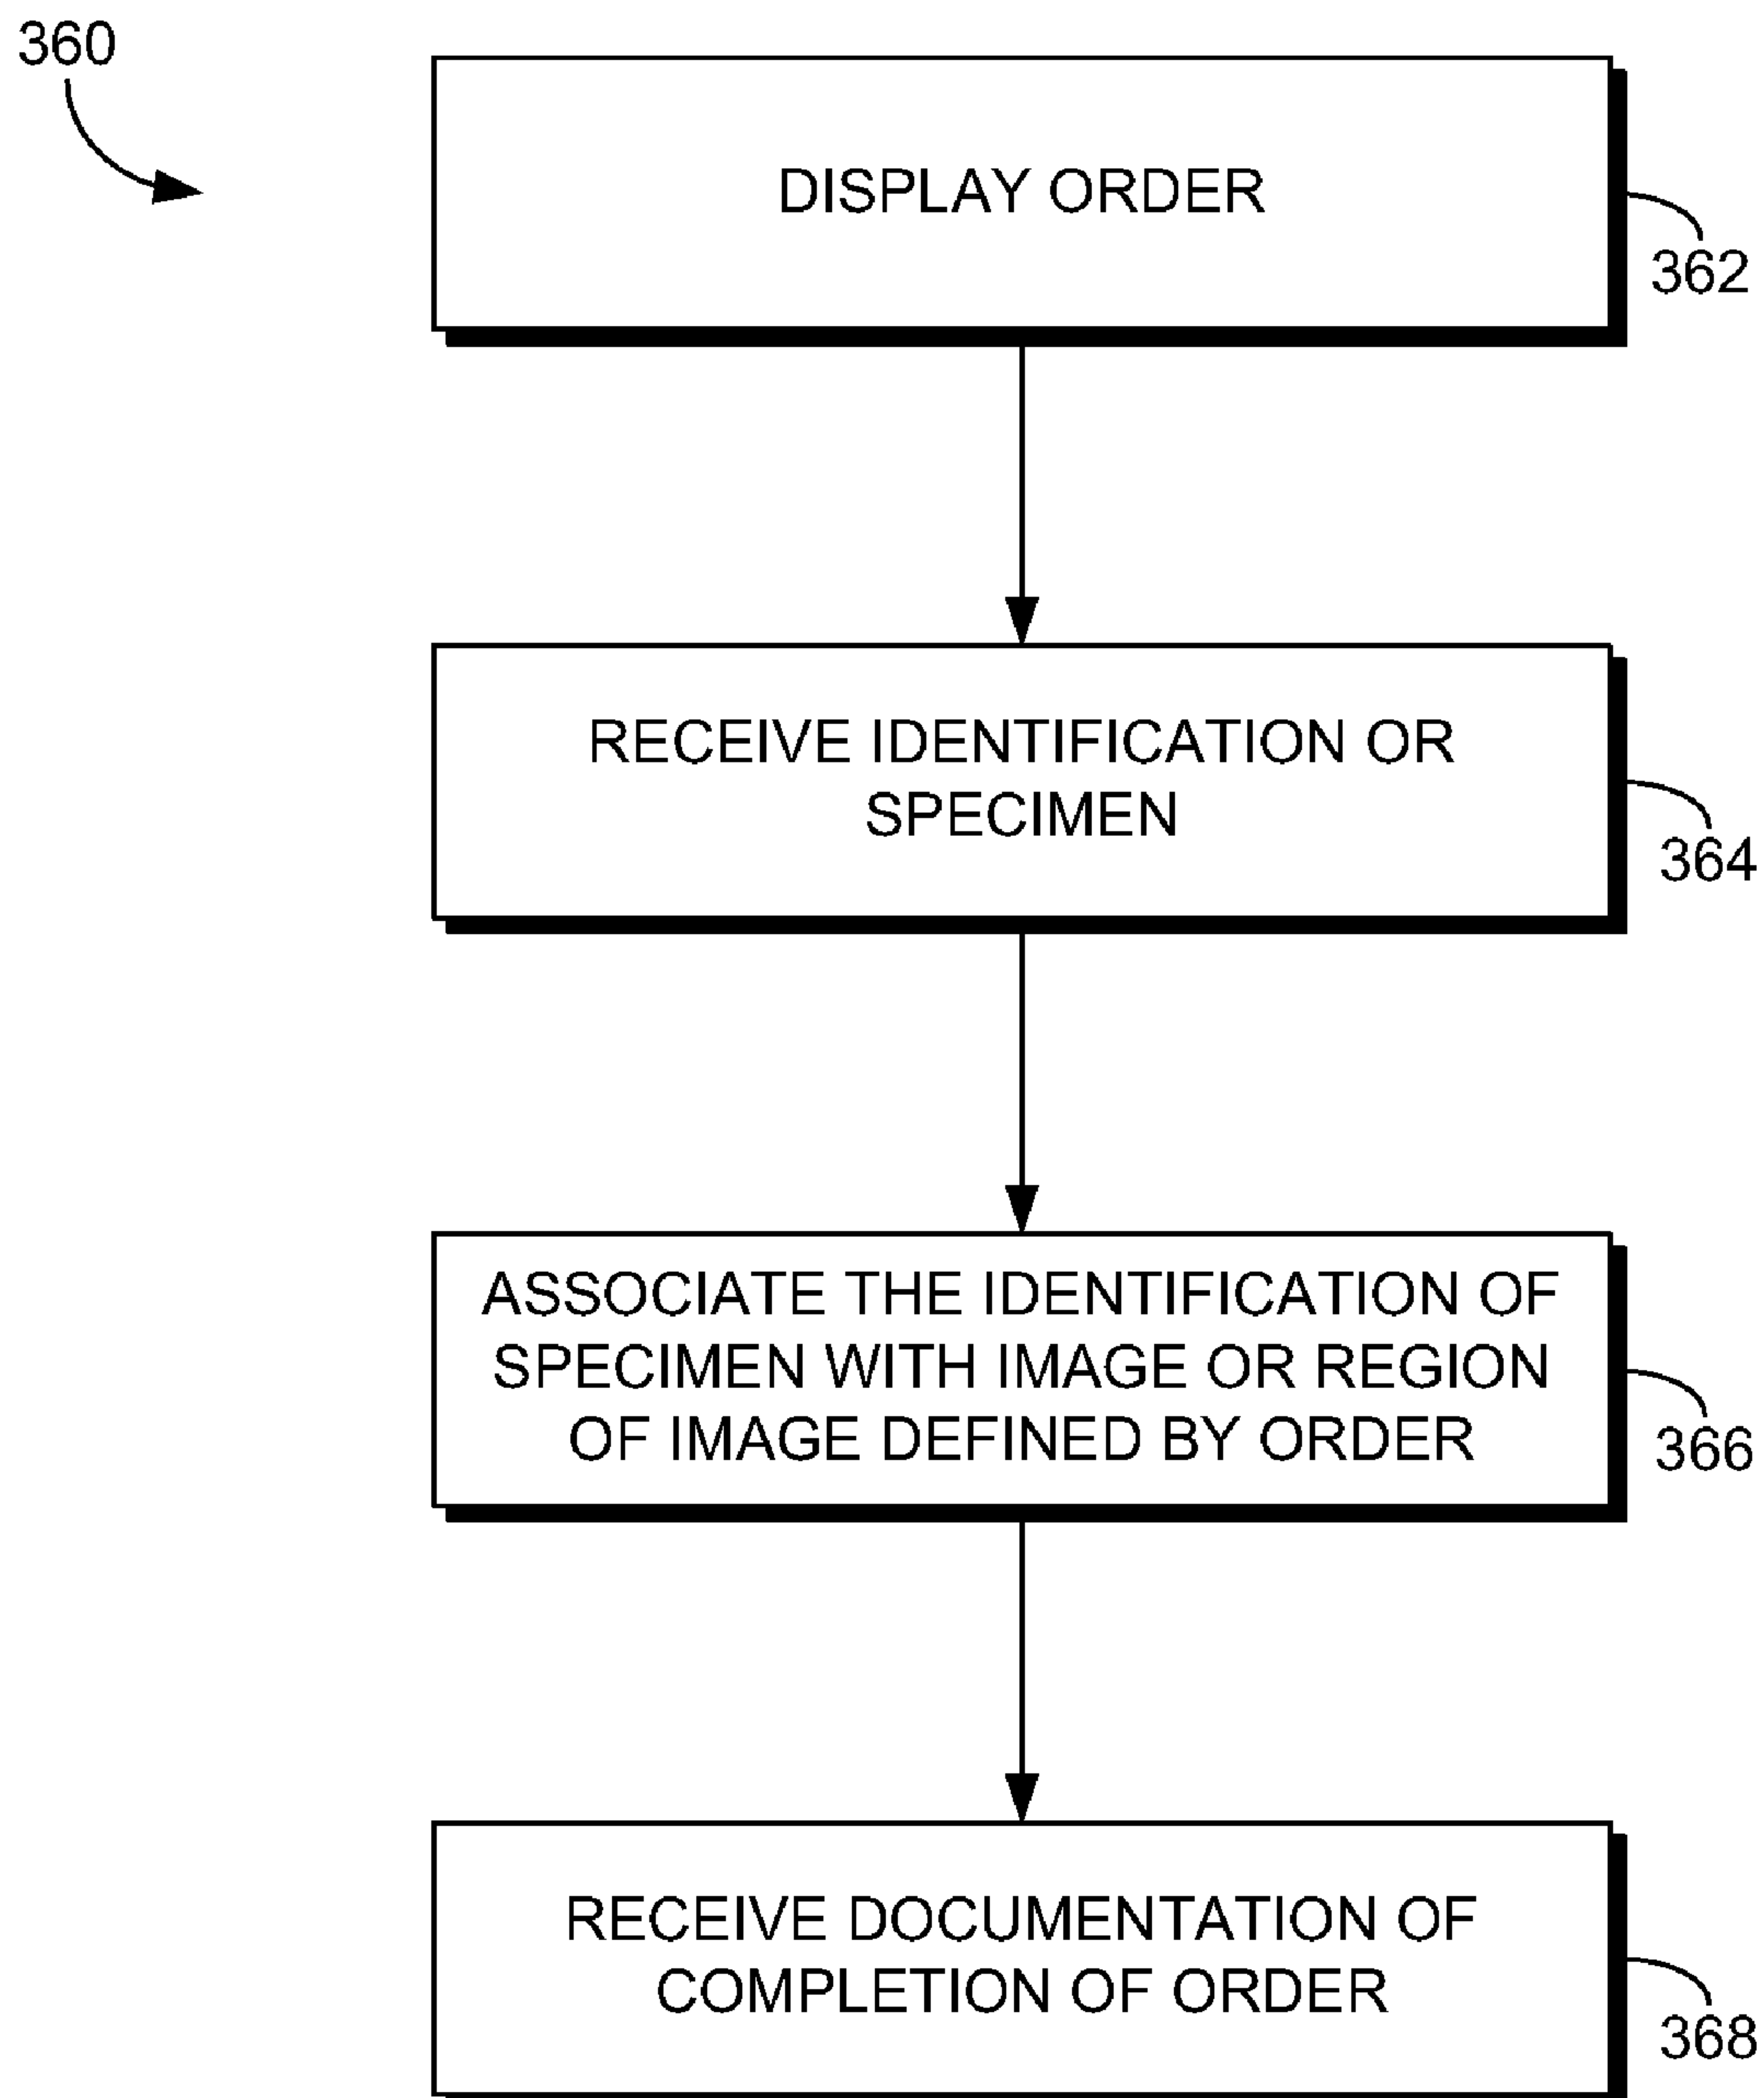 360
DISPLAY ORDER
362
RECEIVE IDENTIFICATION OR
SPECIMEN
364
ASSOCIATE THE IDENTIFICATION OF
SPECIMEN WITH IMAGE OR REGION
OF IMAGE DEFINED BY ORDER
366
RECEIVE DOCUMENTATION OF
COMPLETION OF ORDER
368